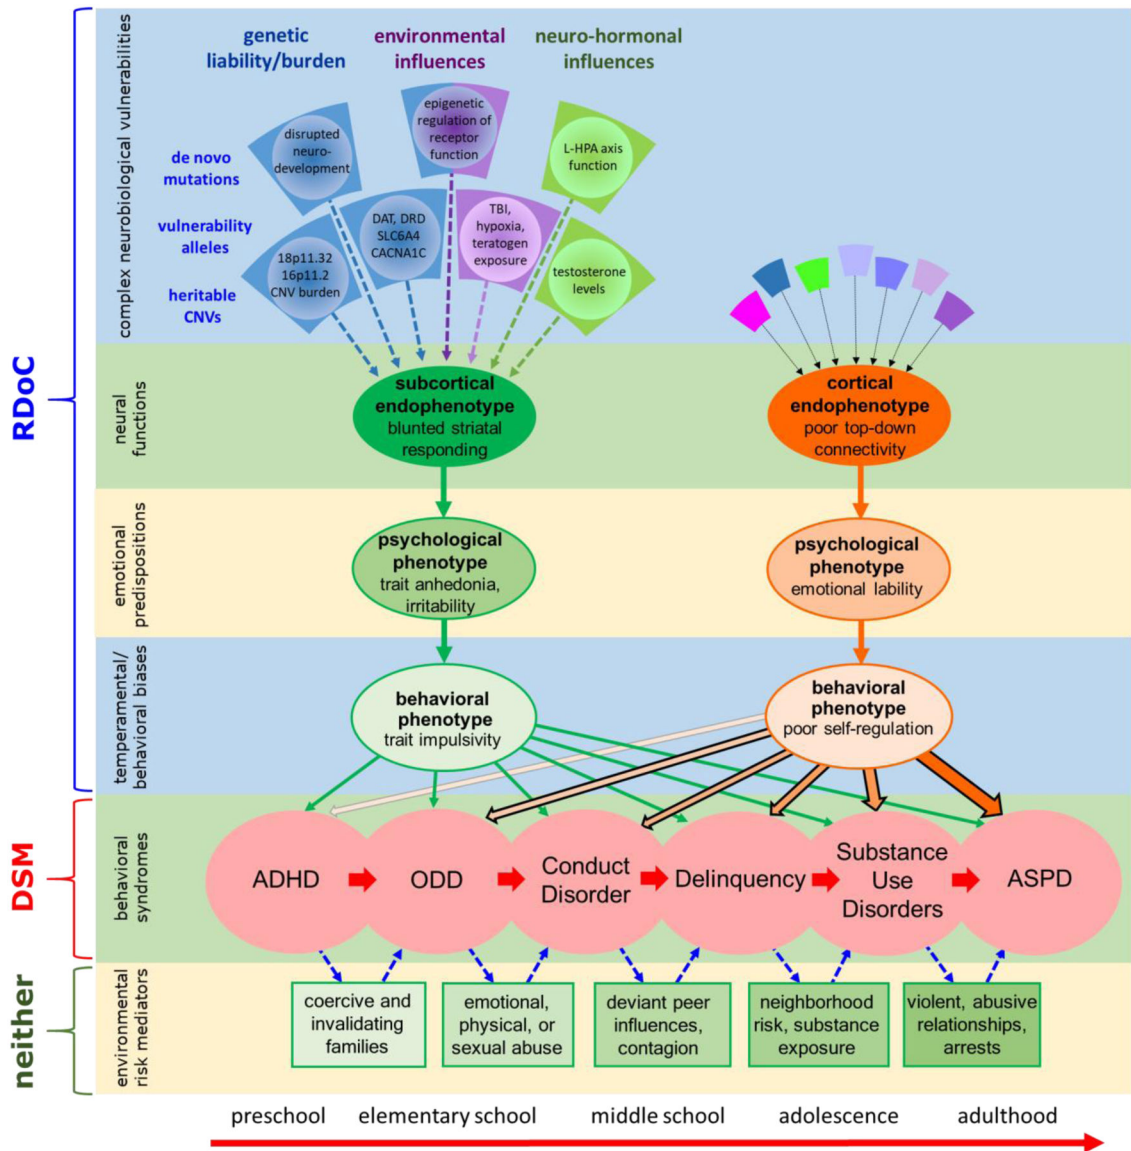 RDoC
DSM
neither
complex neurobiological vulnerabilities
neural
functions
emotional
predispositions
temperamental/
behavioral biases
behavioral
syndromes
environmental
risk mediators
genetic
liability/burden
environmental
influences
neuro-hormonal
influences
de novo
mutations
vulnerability
alleles
heritable
CNVs
disrupted
neuro-
development
epigenetic
regulation of
receptor
function
L-HPA axis
function
18p11.32
16p11.2
CNV burden
DAT, DRD
SLC6A4
CACNA1C
TBI,
hypoxia,
teratogen
exposure
testosterone
levels
subcortical
endophenotype
blunted striatal
responding
cortical
endophenotype
poor top-down
connectivity
psychological
phenotype
trait anhedonia,
irritability
psychological
phenotype
emotional lability
behavioral
phenotype
trait impulsivity
behavioral
phenotype
poor self-regulation
ADHD
ODD
Conduct
Disorder
Delinquency
Substance
Use
Disorders
ASPD
coercive and
invalidating
families
emotional,
physical, or
sexual abuse
deviant peer
influences,
contagion
neighborhood
risk, substance
exposure
violent, abusive
relationships,
arrests
preschool
elementary school
middle school
adolescence
adulthood